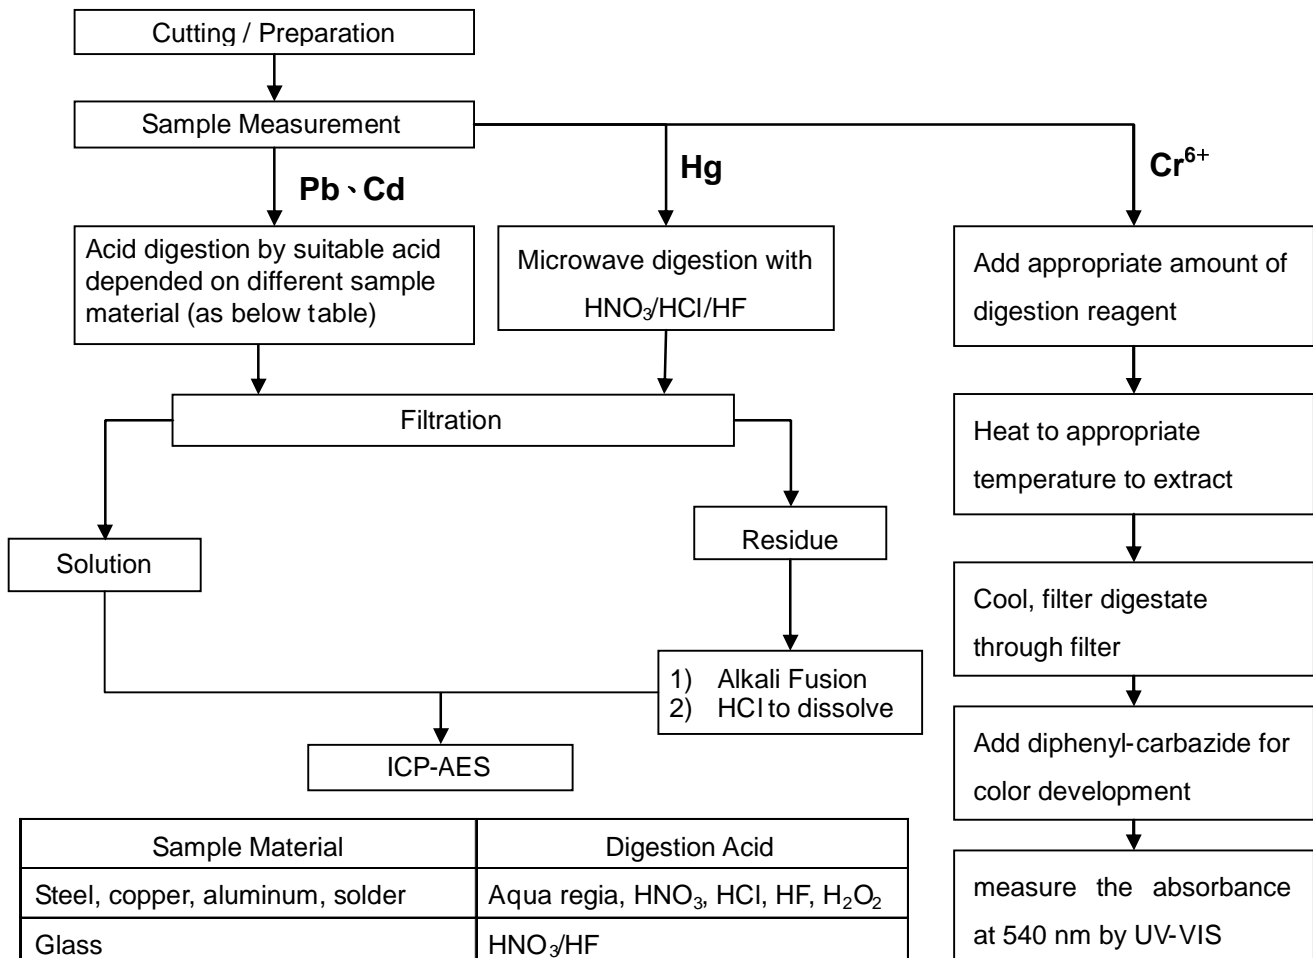 Cutting / Preparation
Sample Measurement
Pb、Cd
Hg
Cr⁶⁺
Acid digestion by suitable acid
depended on different sample
material (as below table)
Microwave digestion with
HNO₃/HCl/HF
Add appropriate amount of
digestion reagent
Filtration
Heat to appropriate
temperature to extract
Solution
Residue
Cool, filter digestate
through filter
1) Alkali Fusion
2) HCl to dissolve
ICP-AES
Add diphenyl-carbazide for
color development
measure the absorbance
at 540 nm by UV-VIS
Sample Material Digestion Acid
Steel, copper, aluminum, solder Aqua regia, HNO₃, HCl, HF, H₂O₂
Glass HNO₃/HF